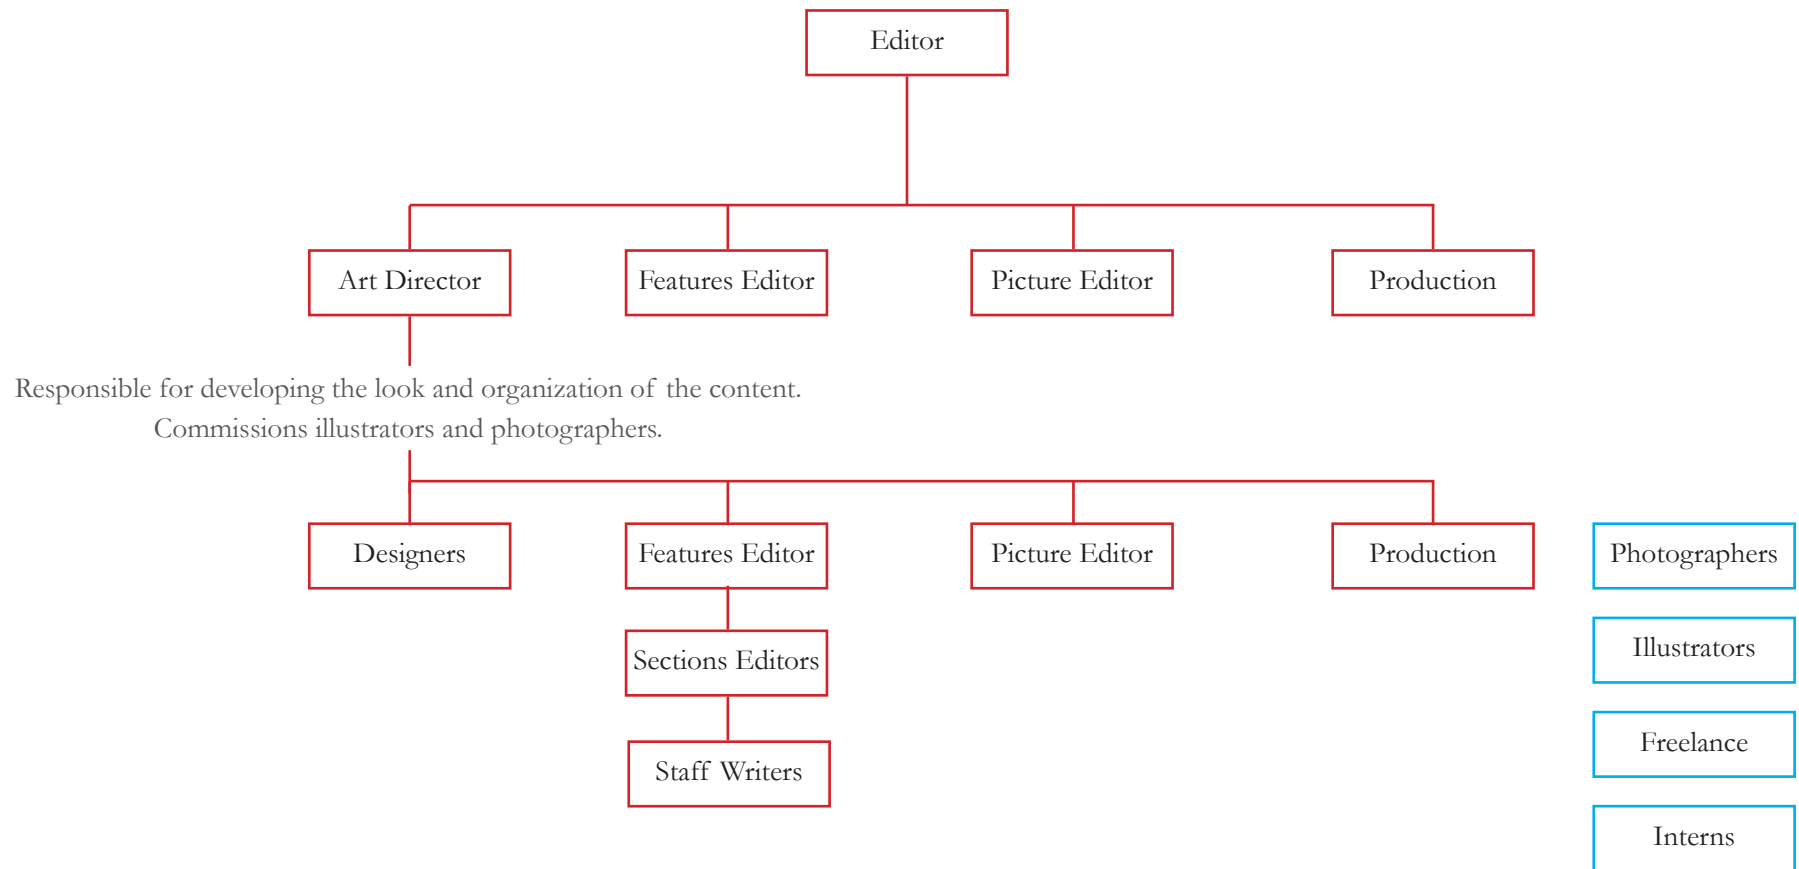 Editor
Art Director
Features Editor
Picture Editor
Production
Responsible for developing the look and organization of the content.
Commissions illustrators and photographers.
Designers
Features Editor
Picture Editor
Production
Photographers
Sections Editors
Illustrators
Staff Writers
Freelance
Interns